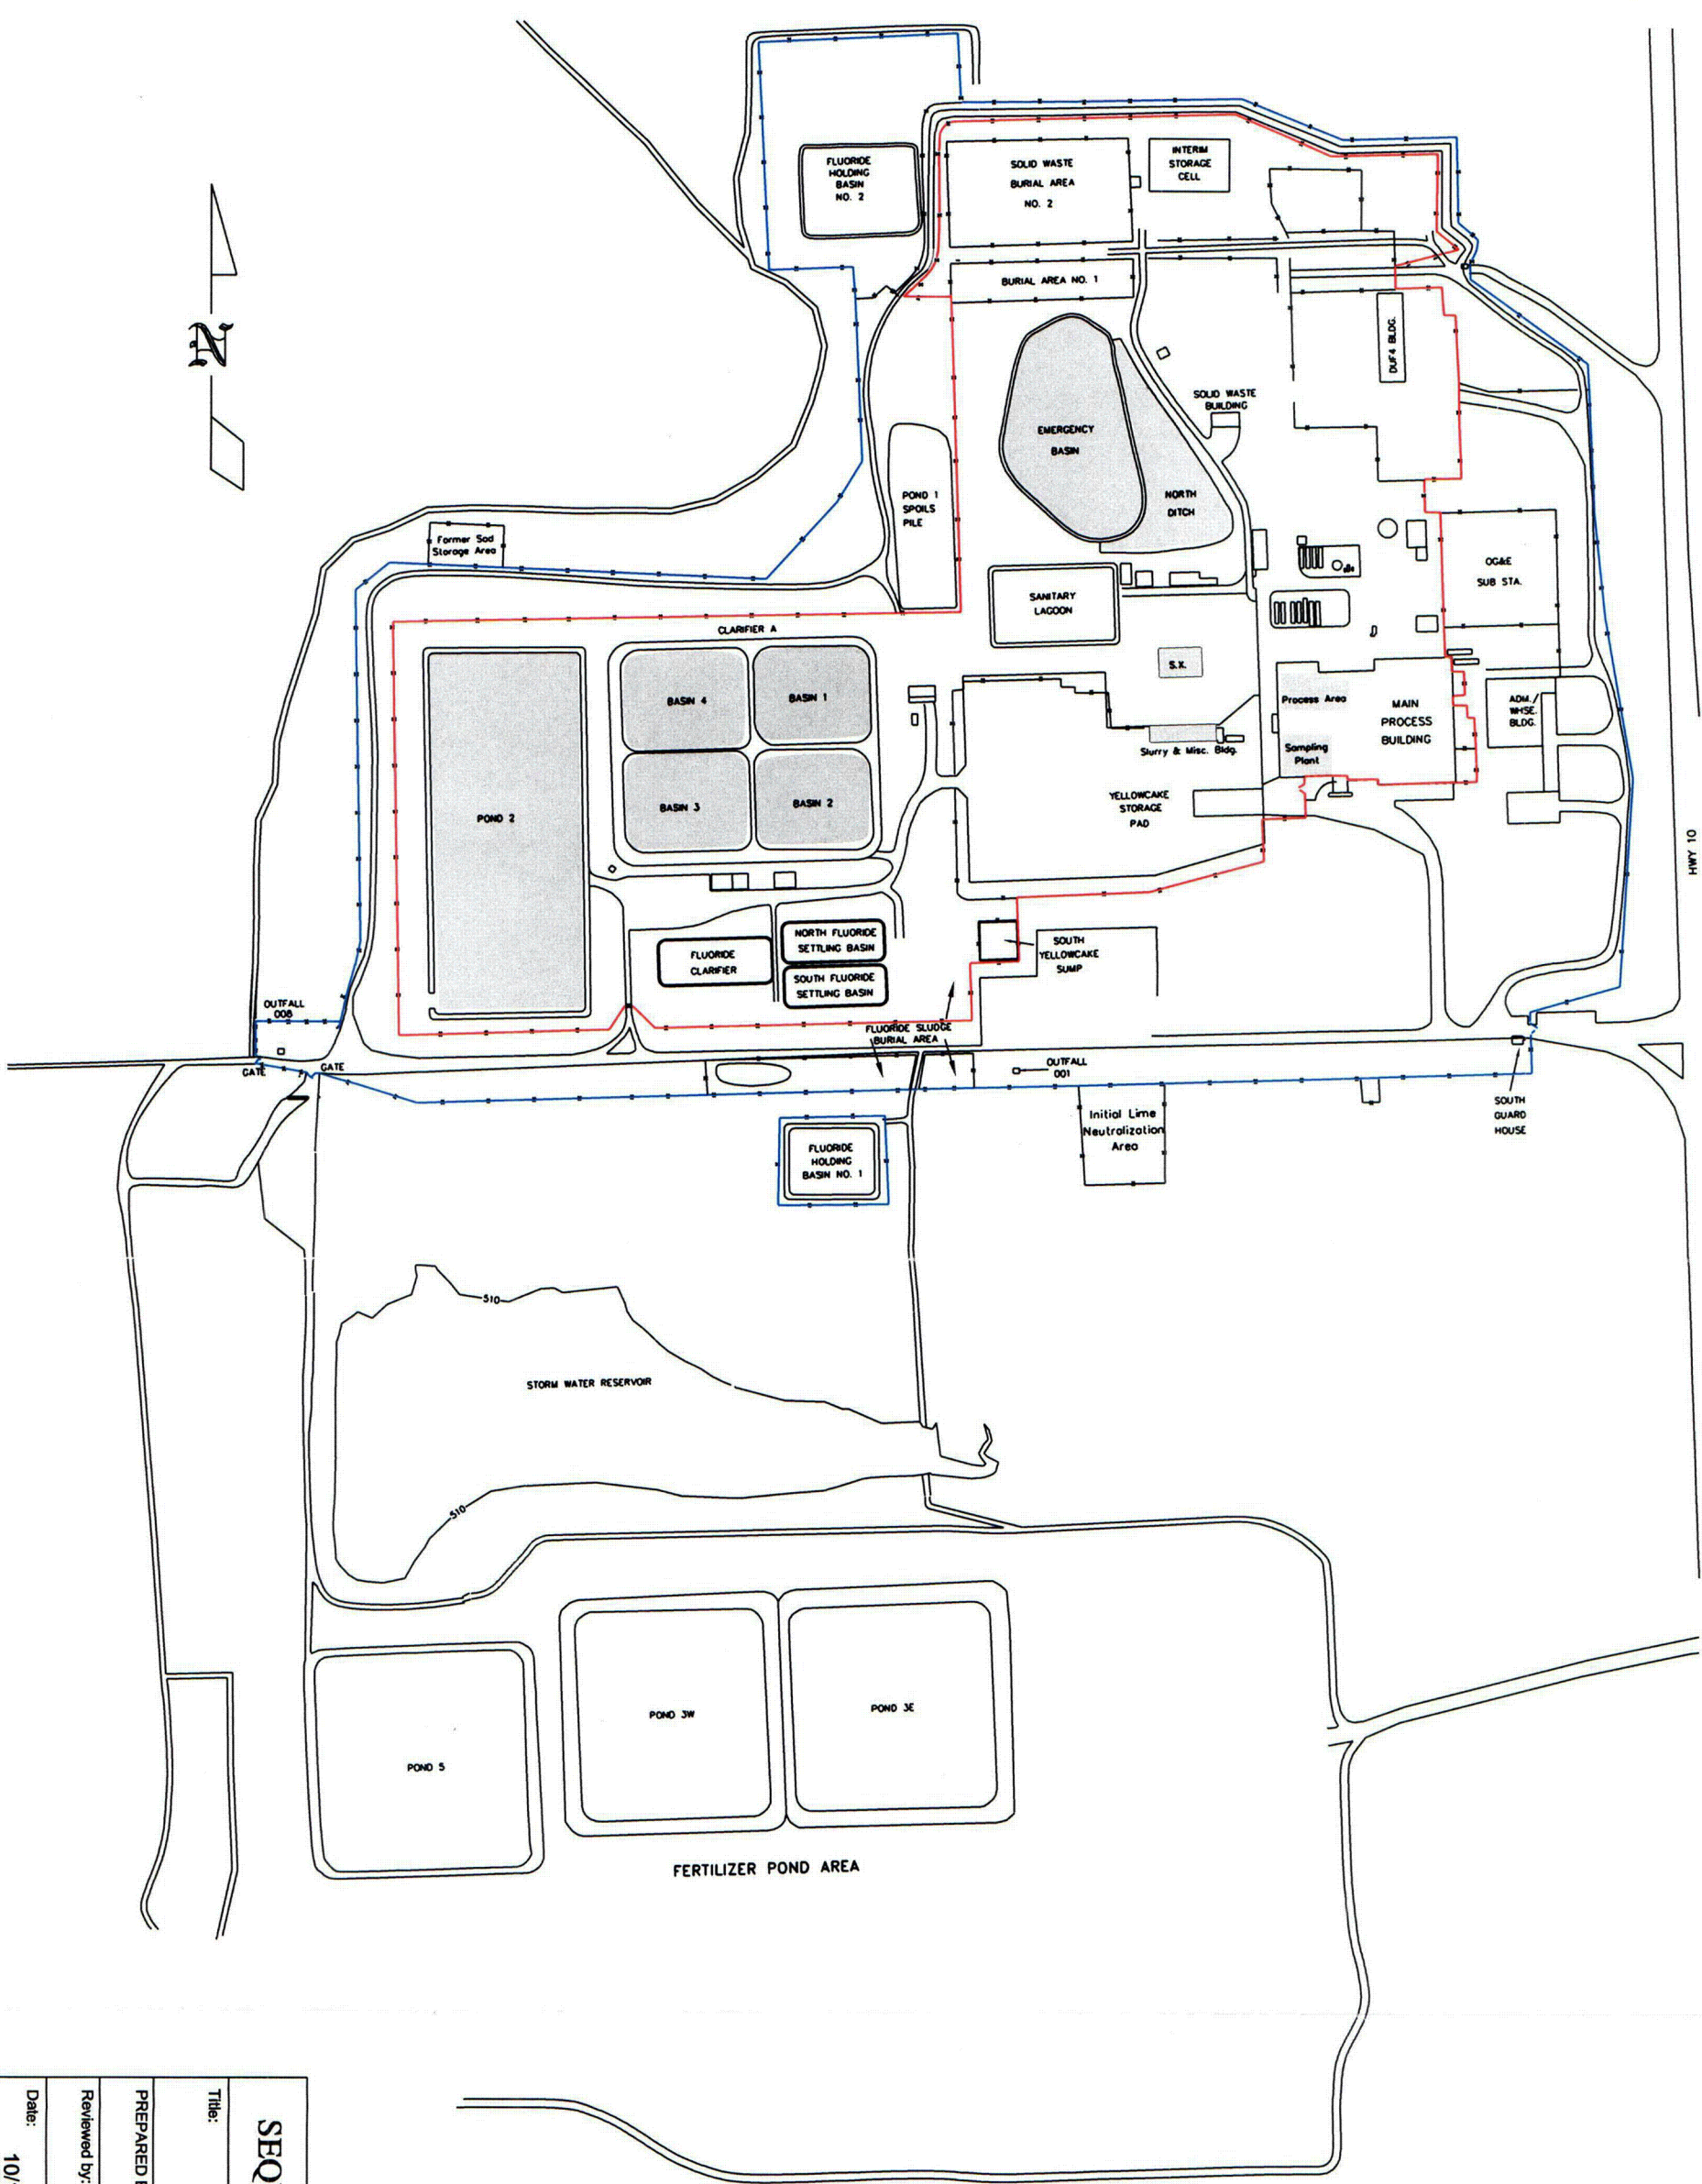 FLUORIDE
HOLDING
BASIN
NO. 2
SOLID WASTE
BURIAL AREA
NO. 2
INTERIM
STORAGE
CELL
BURIAL AREA NO. 1
DUF4 BLDG.
N
SOLID WASTE
BUILDING
EMERGENCY
BASIN
NORTH
DITCH
POND 1
SPOILS
PILE
Former Sod
Storage Area
OG&E
SUB STA.
SANITARY
LAGOON
CLARIFIER A
S.X.
BASIN 4
BASIN 1
Process Area
MAIN
PROCESS
BUILDING
ADM./
WHSE.
BLDG.
Slurry & Misc. Bldg.
Sampling
Plant
POND 2
BASIN 3
BASIN 2
YELLOWCAKE
STORAGE
PAD
HWY 10
NORTH FLUORIDE
SETTLING BASIN
FLUORIDE
CLARIFIER
SOUTH
YELLOWCAKE
SUMP
SOUTH FLUORIDE
SETTLING BASIN
OUTFALL
008
FLUORIDE SLUDGE
BURIAL AREA
GATE
GATE
OUTFALL
001
Initial Lime
Neutralization
Area
SOUTH
GUARD
HOUSE
FLUORIDE
HOLDING
BASIN NO. 1
510
STORM WATER RESERVOIR
510
POND 5
POND 3W
POND 3E
FERTILIZER POND AREA
SEQ
Title:
PREPARED
Reviewed by:
Date: 10/